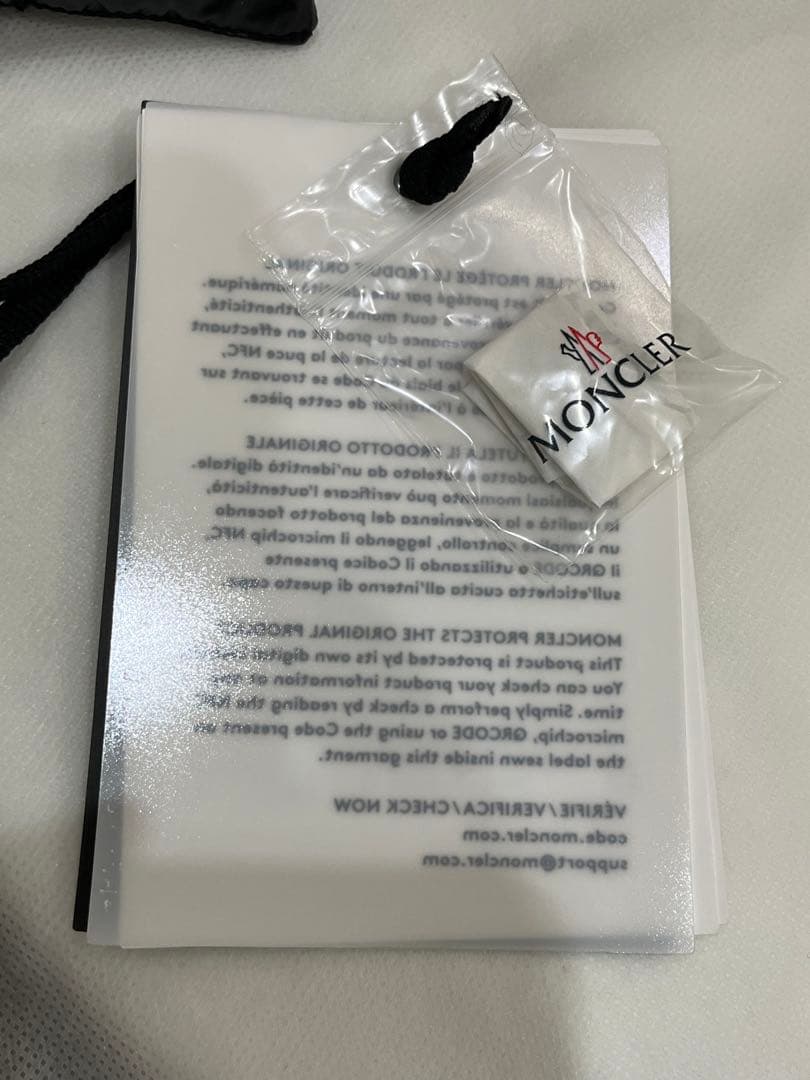 MONCLER
MONCLER PROTÈGE LE PRODUIT ORIGINAL
est protégé par une identité numérique.
tout moment l'authenticité,
provenance du produit en effectuant
par la lecture de la puce NFC,
le biais Code se trouvant sur
à l'intérieur de cette pièce.
IL PRODOTTO ORIGINALE
prodotto è tutelato da un'identità digitale.
momento può verificare l'autenticità,
la qualità e la provenienza del prodotto facendo
un semplice controllo, leggendo il microchip NFC,
il QRCODE o utilizzando il Codice presente
sull'etichetta cucita all'interno di questo capo.
MONCLER PROTECTS THE ORIGINAL PRODUCT
This product is protected by its own digital
You can check your product information at any
time. Simply perform a check by reading the NFC
microchip, QRCODE or using the Code present on
the label sewn inside this garment.
VÉRIFIE/VERIFICA/CHECK NOW
code.moncler.com
support@moncler.com